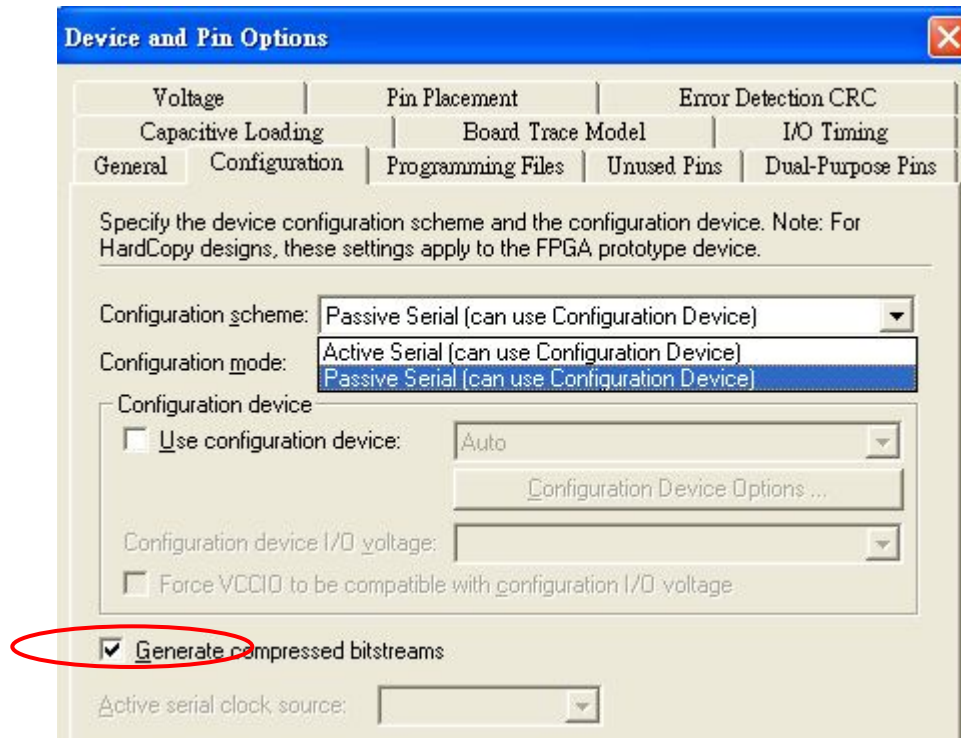 Device and Pin Options
Voltage Pin Placement Error Detection CRC
Capacitive Loading Board Trace Model I/O Timing
General Configuration Programming Files Unused Pins Dual-Purpose Pins
Specify the device configuration scheme and the configuration device. Note: For
HardCopy designs, these settings apply to the FPGA prototype device.
Configuration scheme: Passive Serial (can use Configuration Device)
Active Serial (can use Configuration Device)
Configuration mode:
Passive Serial (can use Configuration Device)
Configuration device
Use configuration device: Auto
Configuration Device Options ...
Configuration device I/O voltage:
Force VCCIO to be compatible with configuration I/O voltage
Generate compressed bitstreams
Active serial clock source: